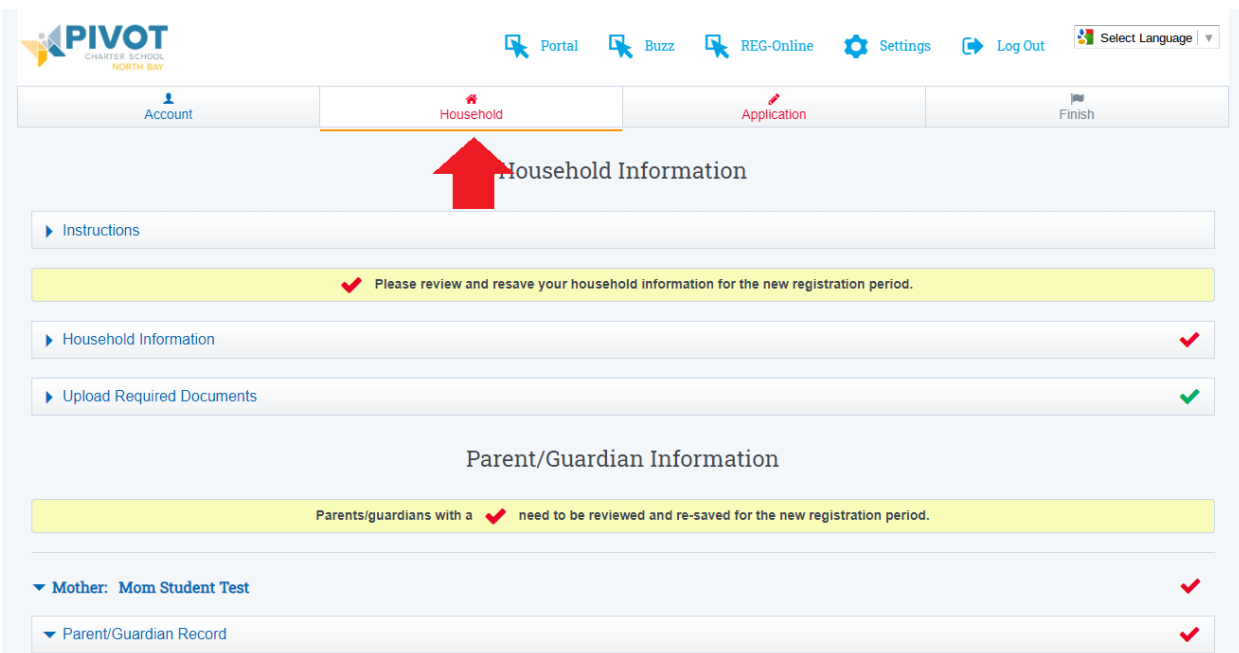 PIVOT
CHARTER SCHOOL
NORTH BAY
Portal
Buzz
REG-Online
Settings
Log Out
Select Language
Account
Household
Application
Finish
Household Information
Instructions
Please review and resave your household information for the new registration period.
Household Information
Upload Required Documents
Parent/Guardian Information
Parents/guardians with a need to be reviewed and re-saved for the new registration period.
Mother: Mom Student Test
Parent/Guardian Record